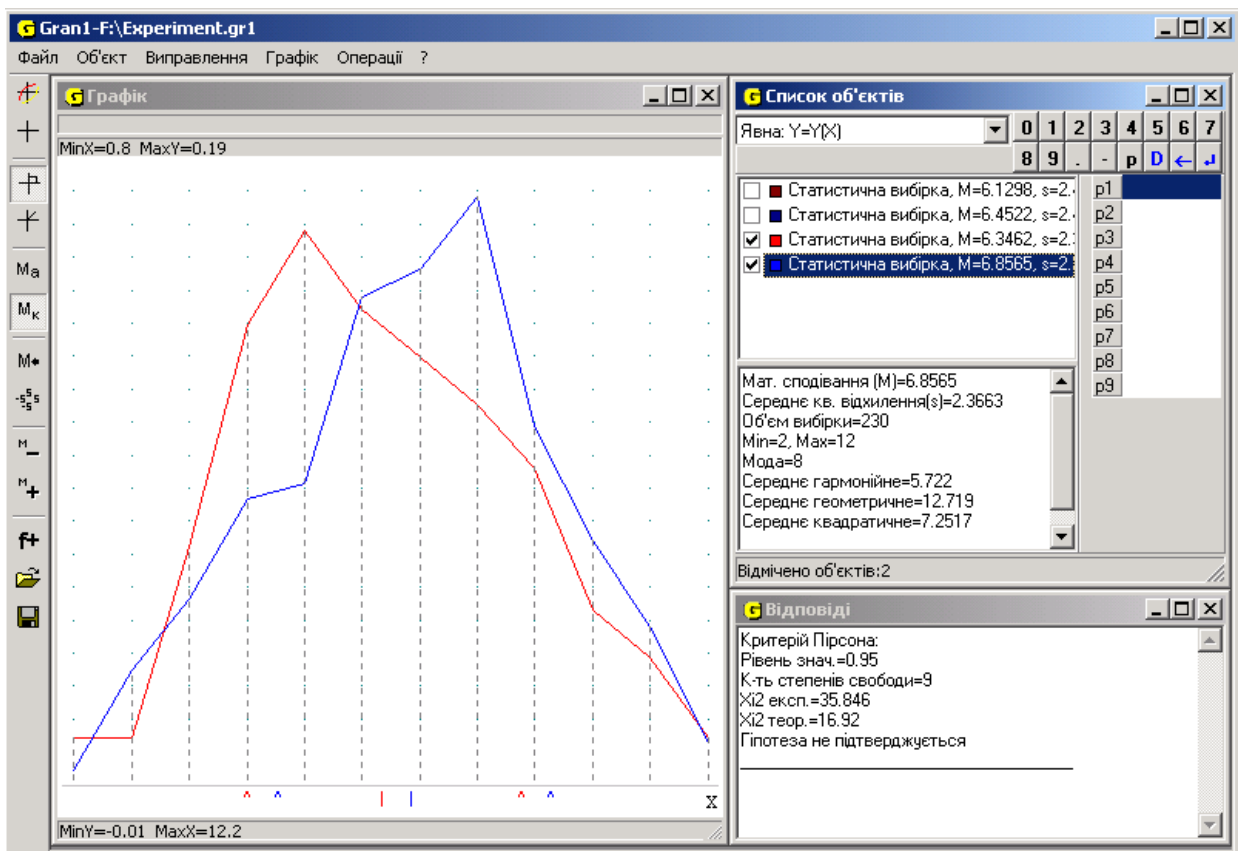 Gran1-F:\Experiment.gr1
Файл Об'єкт Виправлення Графік Операції ?
Графік
MinX=0.8 MaxY=0.19
Ma
Mк
M
-s s s
s
M
M
f+
X
MinY=-0.01 MaxX=12.2
Список об'єктів
Явна: Y=Y(X)
0 1 2 3 4 5 6 7
8 9 . - p D ← ↲
Статистична вибірка, M=6.1298, s=2.
Статистична вибірка, M=6.4522, s=2.
Статистична вибірка, M=6.3462, s=2.
Статистична вибірка, M=6.8565, s=2.
p1
p2
p3
p4
p5
p6
p7
p8
p9
Мат. сподівання (M)=6.8565
Середнє кв. відхилення(s)=2.3663
Об'єм вибірки=230
Min=2, Max=12
Мода=8
Середнє гармонійне=5.722
Середнє геометричне=12.719
Середнє квадратичне=7.2517
Відмічено об'єктів:2
Відповіді
Критерій Пірсона:
Рівень знач.=0.95
К-ть степенів свободи=9
Xi2 експ.=35.846
Xi2 теор.=16.92
Гіпотеза не підтверджується